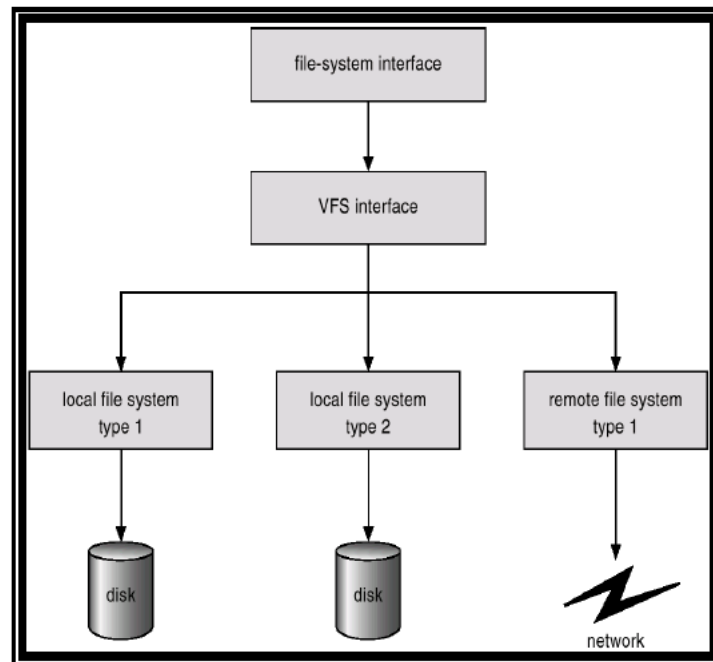 file-system interface
VFS interface
local file system
type 1
local file system
type 2
remote file system
type 1
disk
disk
network